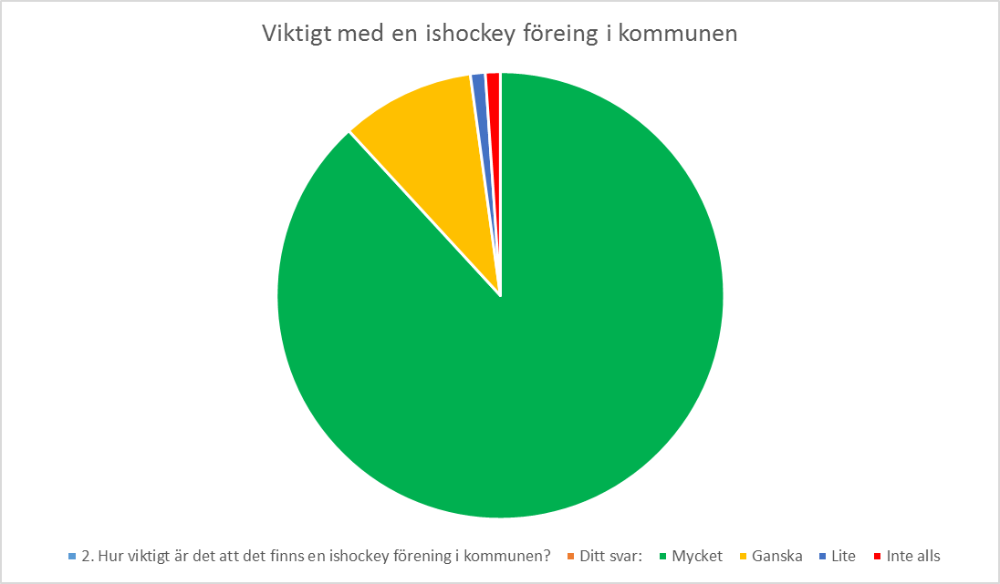 Viktigt med en ishockey föreing i kommunen
2. Hur viktigt är det att det finns en ishockey förening i kommunen? Ditt svar: Mycket Ganska Lite Inte alls